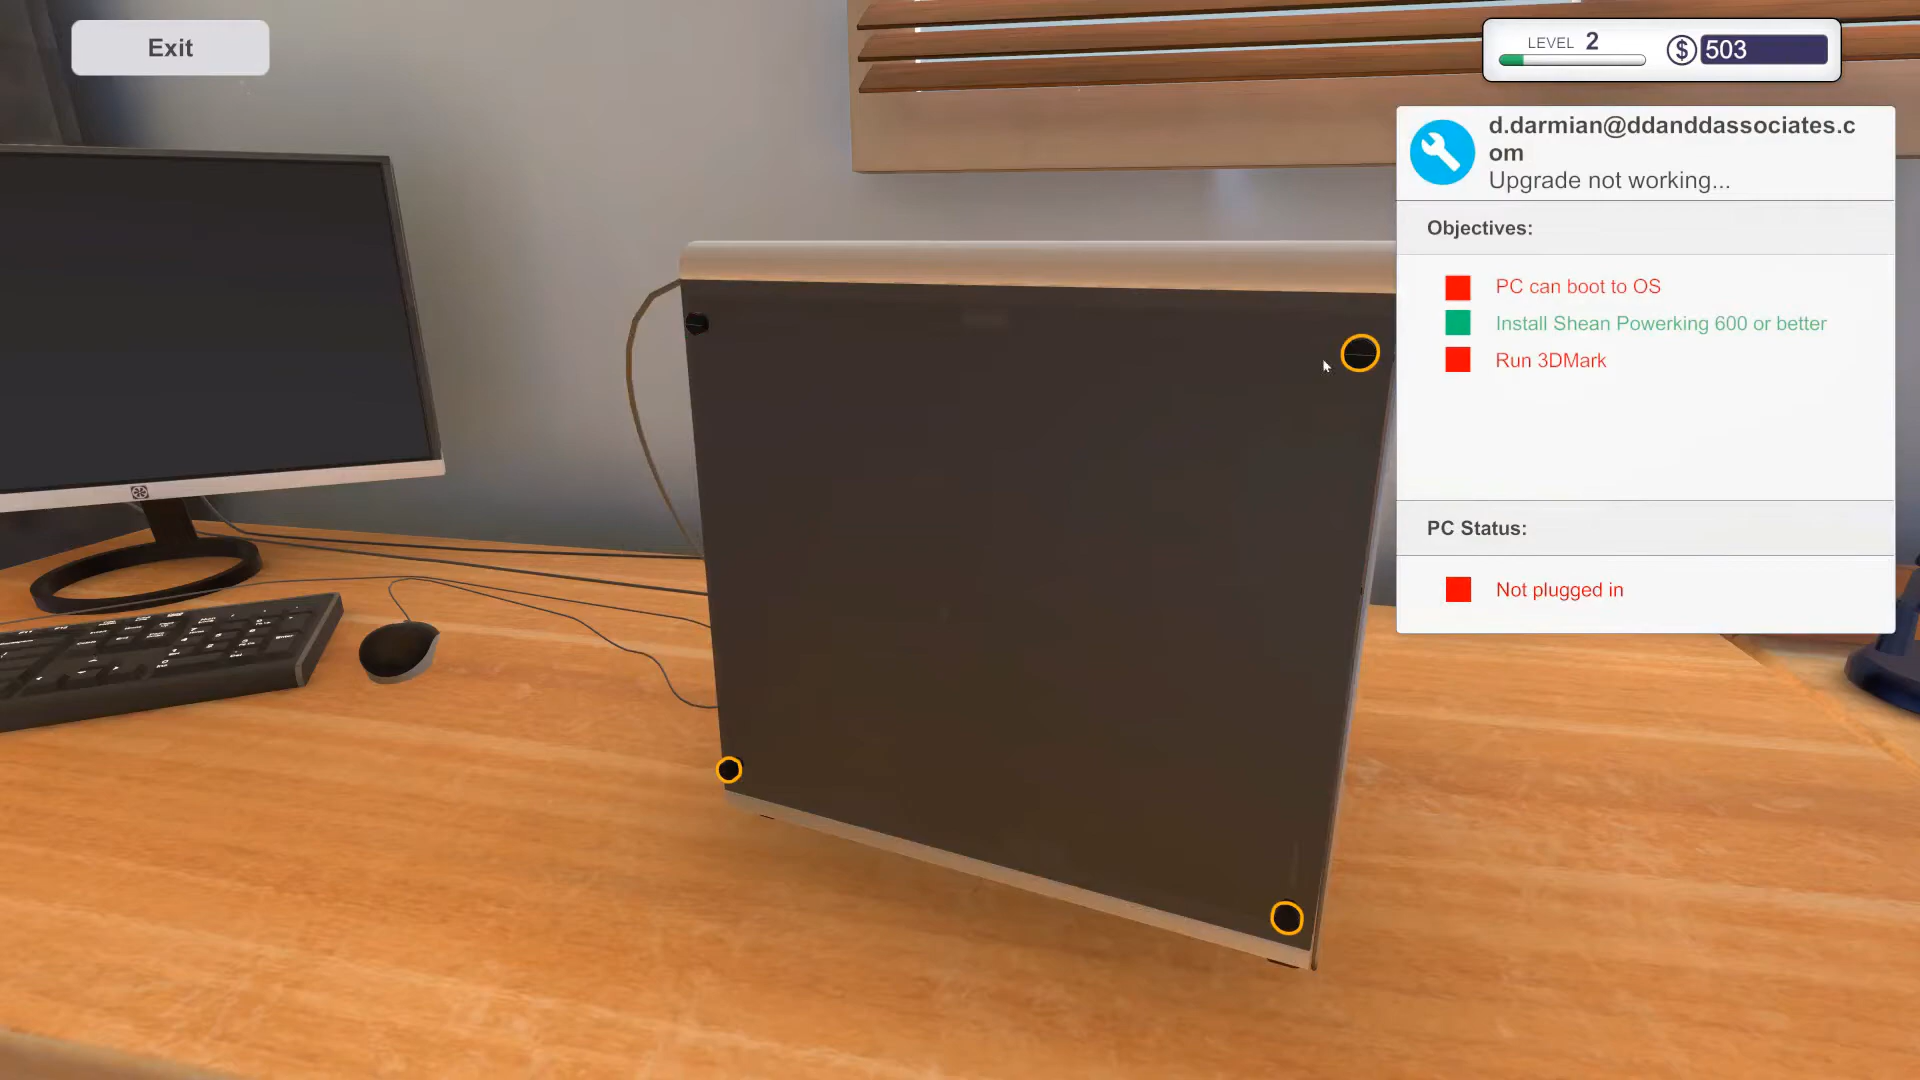 Exit
LEVEL 2
$ 503
d.darmian@ddanddassociates.c
om
Upgrade not working...
Objectives:
PC can boot to OS
Install Shean Powerking 600 or better
Run 3DMark
PC Status:
Not plugged in